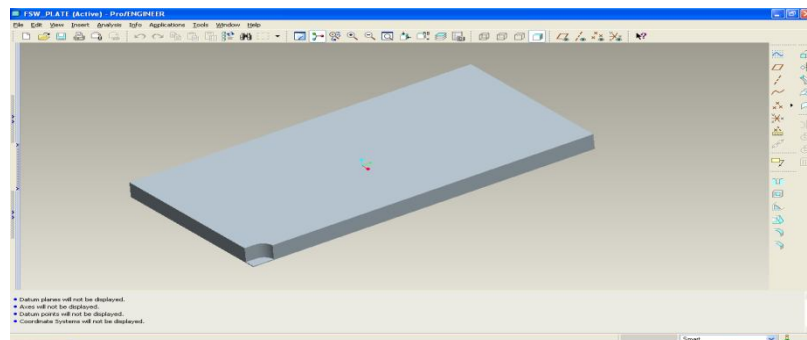 FSW_PLATE (Active) - Pro/ENGINEER
File Edit View Insert Analysis Info Applications Tools Window Help
• Datum planes will not be displayed.
• Axes will not be displayed.
• Datum points will not be displayed.
• Coordinate Systems will not be displayed.
Smart